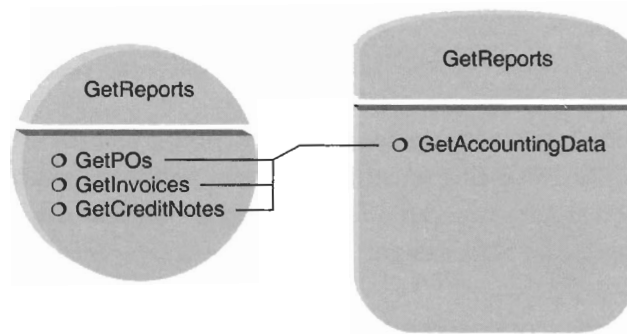 GetReports
GetPOs
GetInvoices
GetCreditNotes
GetReports
GetAccountingData